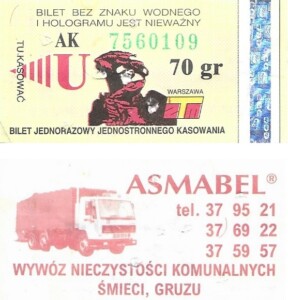 BILET BEZ ZNAKU WODNEGO
I HOLOGRAMU JEST NIEWAŻNY
TU KASOWAĆ
AK 7560109
U
70 gr
WARSZAWA
ZTM
BILET JEDNORAZOWY JEDNOSTRONNEGO KASOWANIA
ASMABEL®
tel. 37 95 21
37 69 22
37 59 57
WYWÓZ NIECZYSTOŚCI KOMUNALNYCH
ŚMIECI, GRUZU